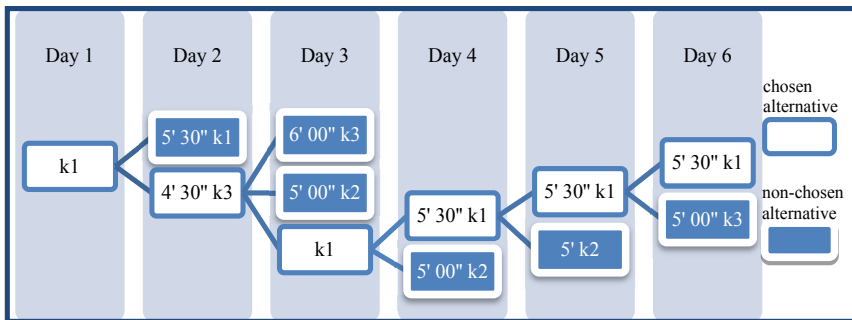 Day 1
Day 2
Day 3
Day 4
Day 5
Day 6
k1
5' 30" k1
4' 30" k3
6' 00" k3
5' 00" k2
k1
5' 30" k1
5' 00" k2
5' 30" k1
5' k2
5' 30" k1
5' 00" k3
chosen
alternative
non-chosen
alternative